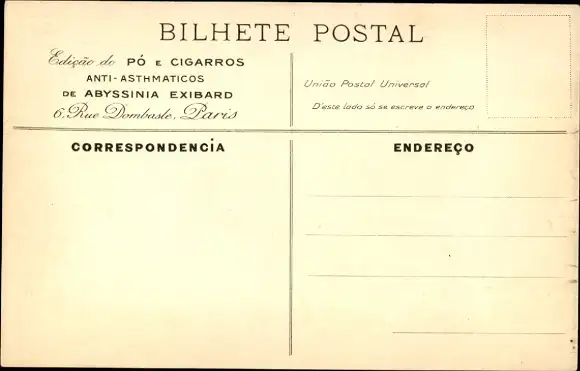 BILHETE POSTAL
Edição do PÓ E CIGARROS
ANTI-ASTHMATICOS
DE ABYSSINIA EXIBARD
6, Rue Dombasle, Paris
União Postal Universal
D'este lado só se escreve o endereço
CORRESPONDENCIA
ENDEREÇO